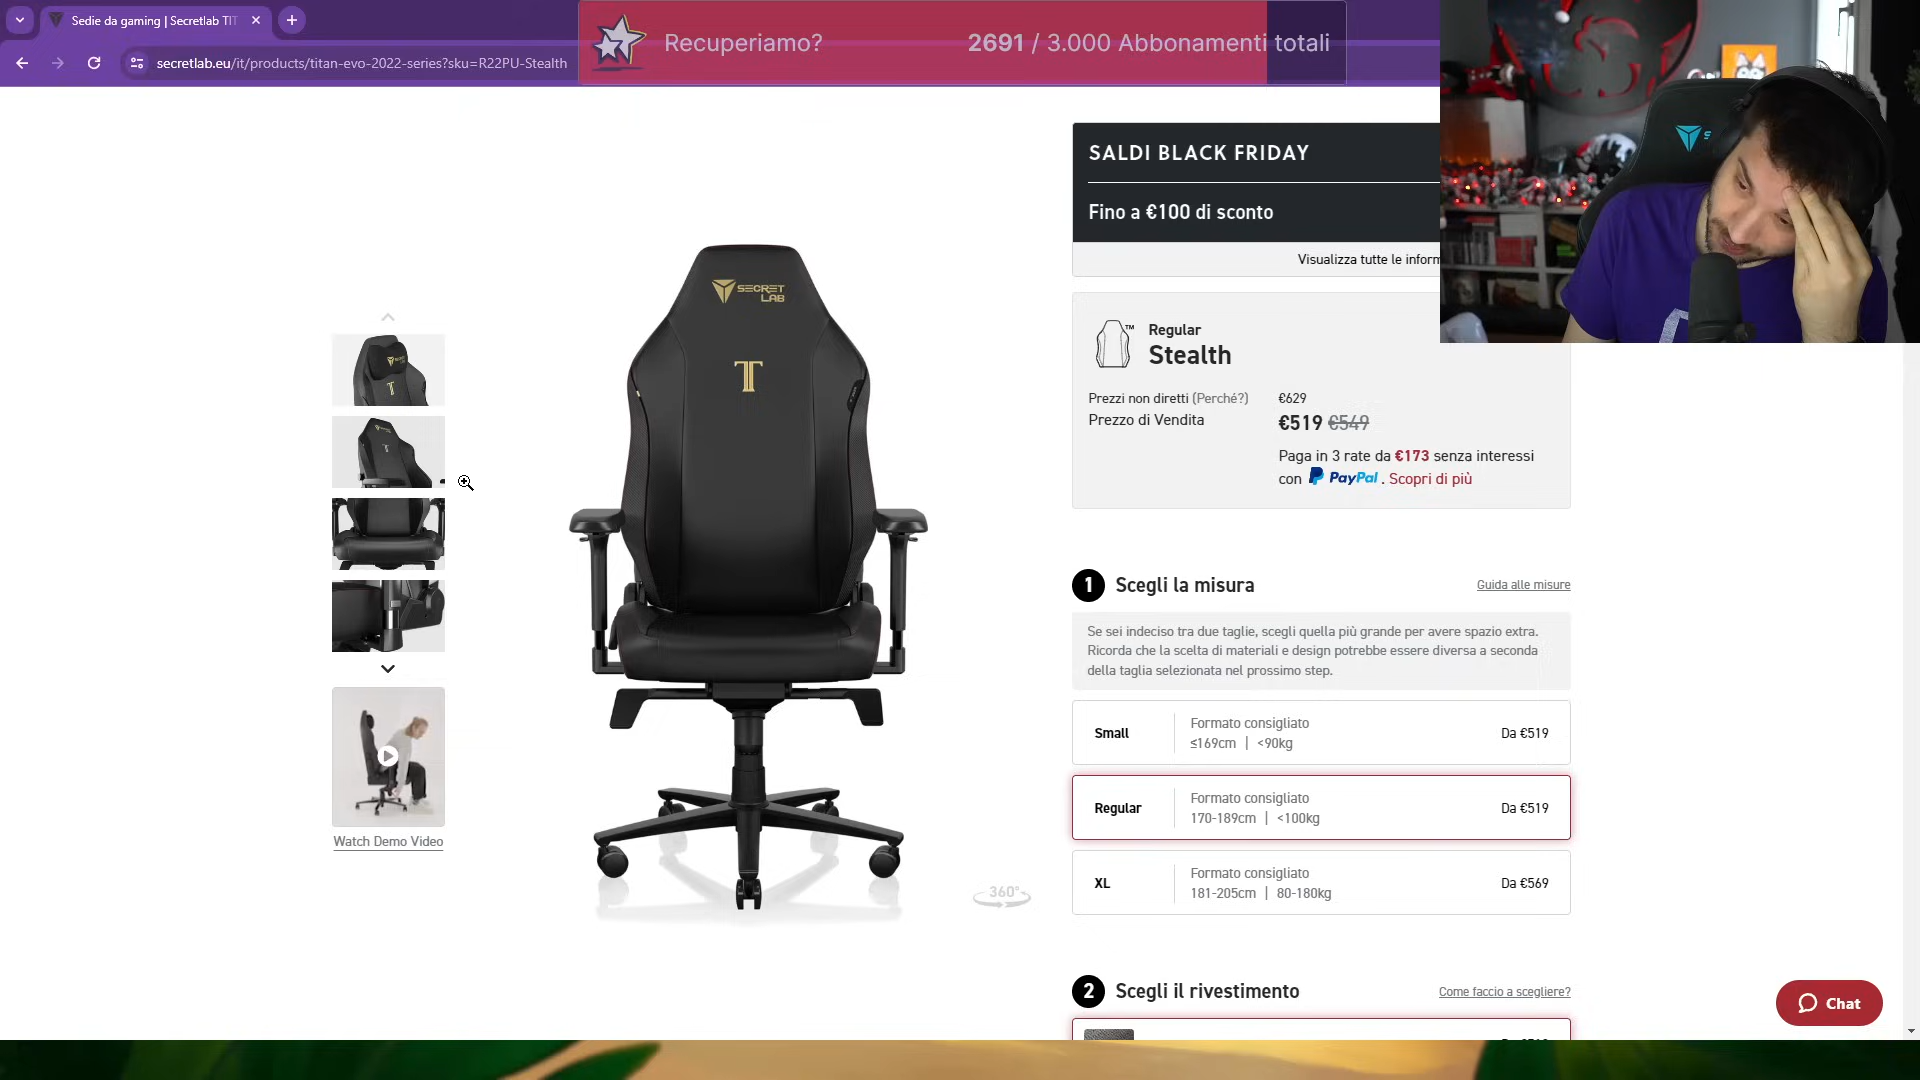 Sedie da gaming | Secretlab TIT
secretlab.eu/it/products/titan-evo-2022-series?sku=R22PU-Stealth
Recuperiamo?
2691 / 3.000 Abbonamenti totali
SALDI BLACK FRIDAY
Fino a €100 di sconto
Visualizza tutte le inform
SECRET
LAB
T
Regular
Stealth
Prezzi non diretti (Perché?) €629
Prezzo di Vendita €519 €549
Paga in 3 rate da €173 senza interessi
con PayPal . Scopri di più
1 Scegli la misura Guida alle misure
Se sei indeciso tra due taglie, scegli quella più grande per avere spazio extra.
Ricorda che la scelta di materiali e design potrebbe essere diversa a seconda
della taglia selezionata nel prossimo step.
Small
Formato consigliato
≤169cm | <90kg
Da €519
Regular
Formato consigliato
170-189cm | <100kg
Da €519
XL
Formato consigliato
181-205cm | 80-180kg
Da €569
Watch Demo Video
360°
2 Scegli il rivestimento Come faccio a scegliere?
Chat